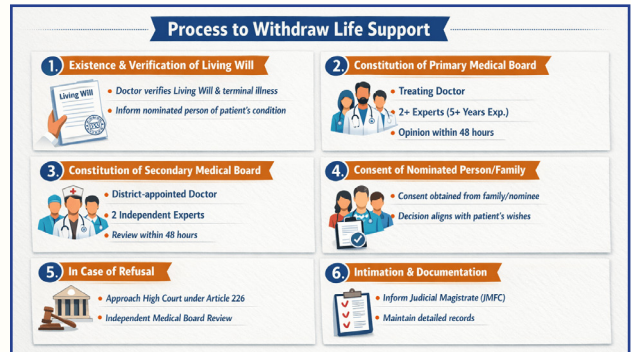 Process to Withdraw Life Support
1. Existence & Verification of Living Will
Living Will
• Doctor verifies Living Will & terminal illness
• Inform nominated person of patient's condition
2. Constitution of Primary Medical Board
• Treating Doctor
• 2+ Experts (5+ Years Exp.)
• Opinion within 48 hours
3. Constitution of Secondary Medical Board
• District-appointed Doctor
• 2 Independent Experts
• Review within 48 hours
4. Consent of Nominated Person/Family
• Consent obtained from family/nominee
• Decision aligns with patient's wishes
5. In Case of Refusal
• Approach High Court under Article 226
• Independent Medical Board Review
6. Intimation & Documentation
• Inform Judicial Magistrate (JMFC)
• Maintain detailed records